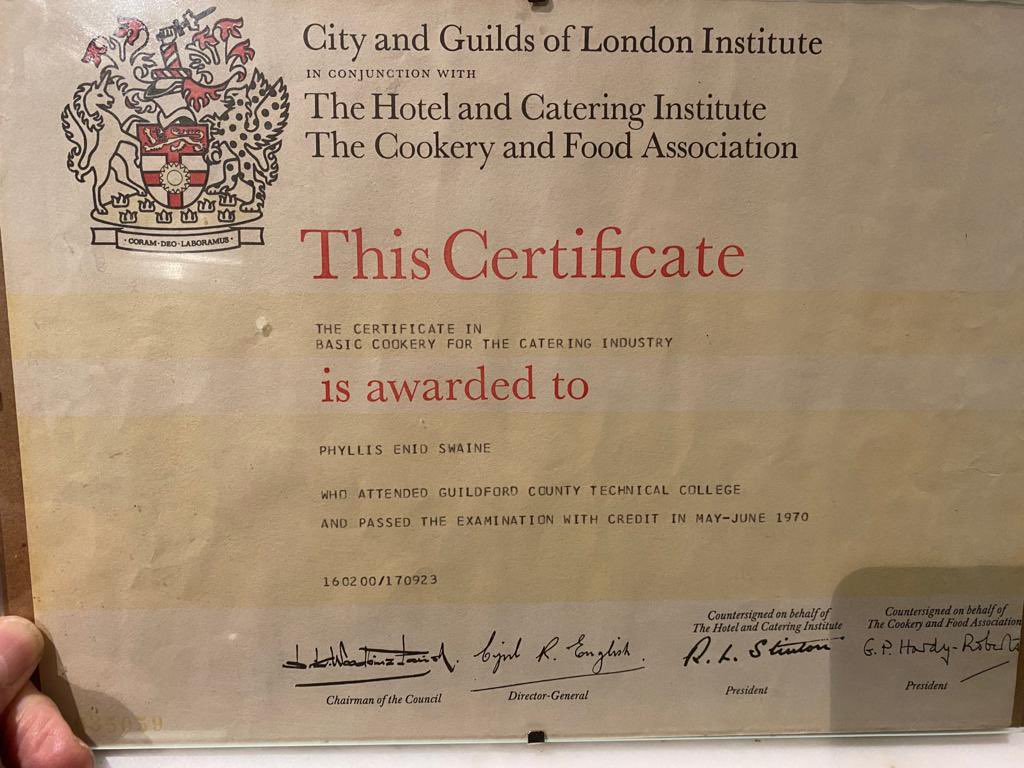 City and Guilds of London Institute
IN CONJUNCTION WITH
The Hotel and Catering Institute
The Cookery and Food Association
·CORAM·DEO·LABORAMUS·
This Certificate
THE CERTIFICATE IN
BASIC COOKERY FOR THE CATERING INDUSTRY
is awarded to
PHYLLIS ENID SWAINE
WHO ATTENDED GUILDFORD COUNTY TECHNICAL COLLEGE
AND PASSED THE EXAMINATION WITH CREDIT IN MAY-JUNE 1970
160200/170923
Countersigned on behalf of
The Hotel and Catering Institute
Countersigned on behalf of
The Cookery and Food Association
Cyril R. English.
R. L. Stinton
G. P. Hardy-Roberts
Chairman of the Council
Director-General
President
President